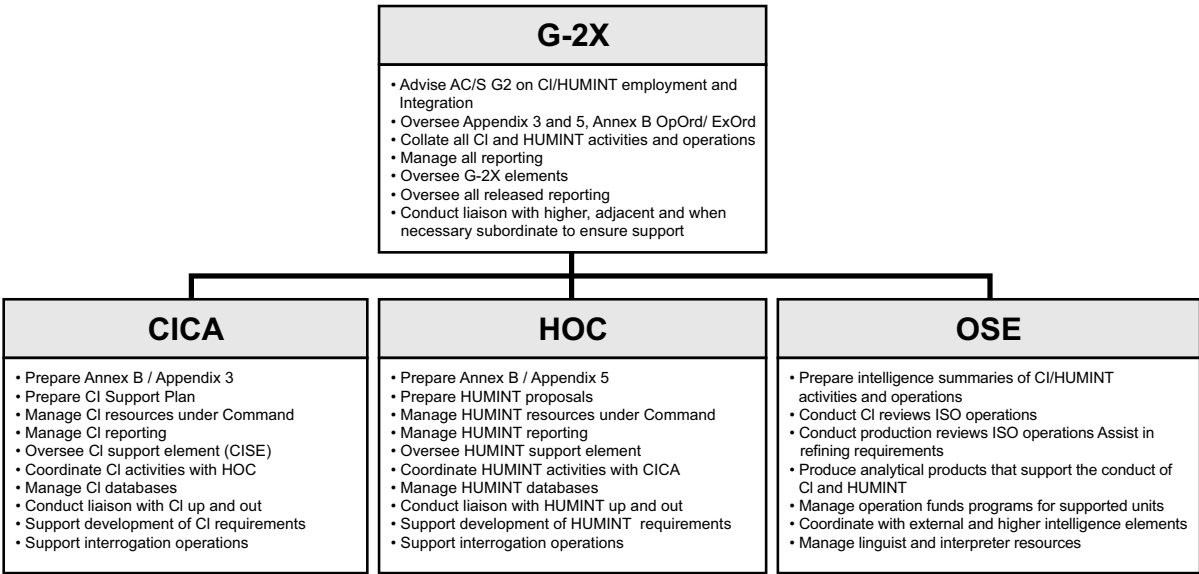 G-2X
• Advise AC/S G2 on CI/HUMINT employment and
Integration
• Oversee Appendix 3 and 5, Annex B OpOrd/ ExOrd
• Collate all CI and HUMINT activities and operations
• Manage all reporting
• Oversee G-2X elements
• Oversee all released reporting
• Conduct liaison with higher, adjacent and when
necessary subordinate to ensure support
CICA
• Prepare Annex B / Appendix 3
• Prepare CI Support Plan
• Manage CI resources under Command
• Manage CI reporting
• Oversee CI support element (CISE)
• Coordinate CI activities with HOC
• Manage CI databases
• Conduct liaison with CI up and out
• Support development of CI requirements
• Support interrogation operations
HOC
• Prepare Annex B / Appendix 5
• Prepare HUMINT proposals
• Manage HUMINT resources under Command
• Manage HUMINT reporting
• Oversee HUMINT support element
• Coordinate HUMINT activities with CICA
• Manage HUMINT databases
• Conduct liaison with HUMINT up and out
• Support development of HUMINT requirements
• Support interrogation operations
OSE
• Prepare intelligence summaries of CI/HUMINT
activities and operations
• Conduct CI reviews ISO operations
• Conduct production reviews ISO operations Assist in
refining requirements
• Produce analytical products that support the conduct of
CI and HUMINT
• Manage operation funds programs for supported units
• Coordinate with external and higher intelligence elements
• Manage linguist and interpreter resources